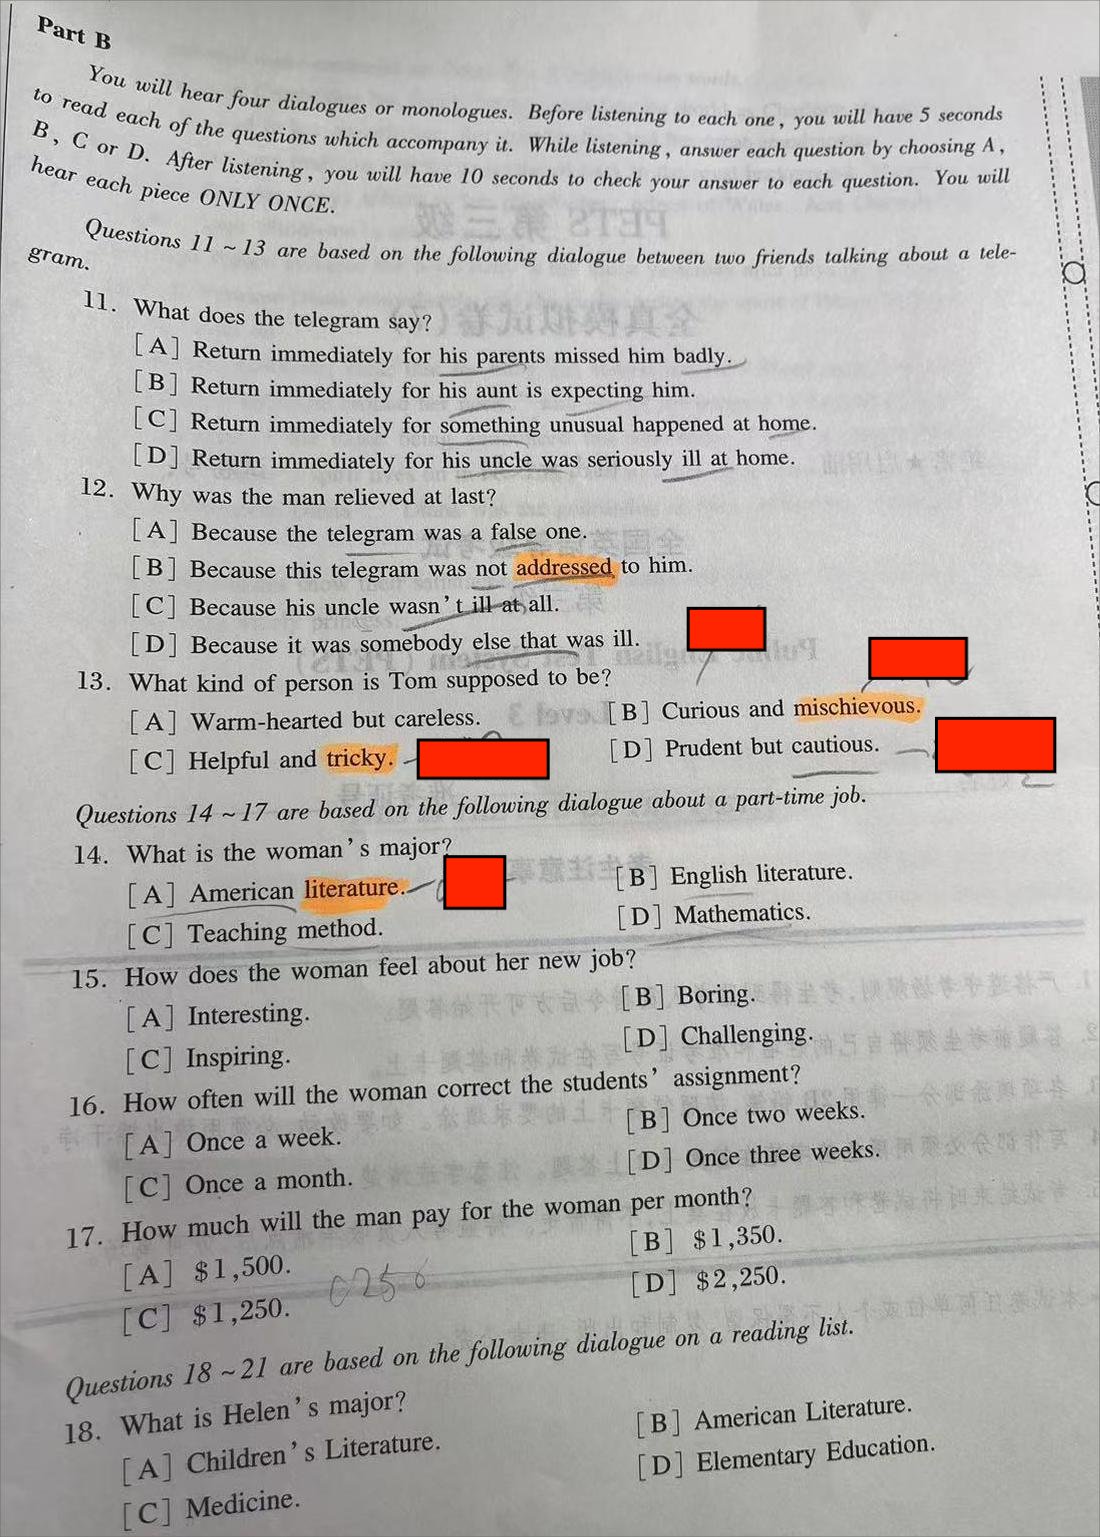 Part B
You will hear four dialogues or monologues. Before listening to each one, you will have 5 seconds
to read each of the questions which accompany it. While listening, answer each question by choosing A,
B, C or D. After listening, you will have 10 seconds to check your answer to each question. You will
hear each piece ONLY ONCE.
Questions 11 ~ 13 are based on the following dialogue between two friends talking about a tele-
gram.
11. What does the telegram say?
[A] Return immediately for his parents missed him badly.
[B] Return immediately for his aunt is expecting him.
[C] Return immediately for something unusual happened at home.
[D] Return immediately for his uncle was seriously ill at home.
12. Why was the man relieved at last?
[A] Because the telegram was a false one.
[B] Because this telegram was not addressed to him.
[C] Because his uncle wasn't ill at all.
[D] Because it was somebody else that was ill.
13. What kind of person is Tom supposed to be?
[A] Warm-hearted but careless. [B] Curious and mischievous.
[C] Helpful and tricky. [D] Prudent but cautious.
Questions 14 ~ 17 are based on the following dialogue about a part-time job.
14. What is the woman's major?
[A] American literature. [B] English literature.
[C] Teaching method. [D] Mathematics.
15. How does the woman feel about her new job?
[A] Interesting. [B] Boring.
[C] Inspiring. [D] Challenging.
16. How often will the woman correct the students' assignment?
[A] Once a week. [B] Once two weeks.
[C] Once a month. [D] Once three weeks.
17. How much will the man pay for the woman per month?
[A] $1,500. [B] $1,350.
[C] $1,250. [D] $2,250.
Questions 18 ~ 21 are based on the following dialogue on a reading list.
18. What is Helen's major?
[A] Children's Literature. [B] American Literature.
[C] Medicine. [D] Elementary Education.